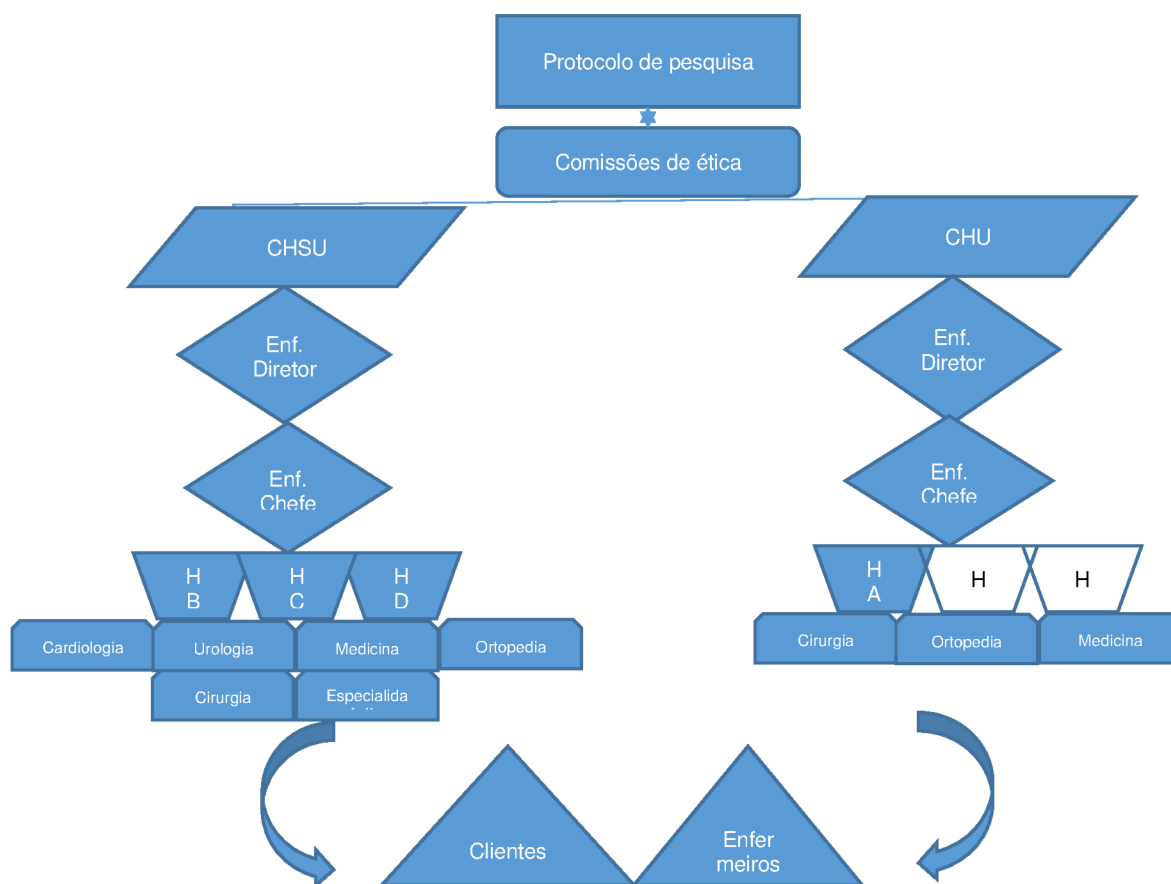 Protocolo de pesquisa
Comissões de ética
CHSU
CHU
Enf.
Diretor
Enf.
Diretor
Enf.
Chefe
Enf.
Chefe
H
B
H
C
H
D
H
A
H
H
Cardiologia
Urologia
Medicina
Ortopedia
Cirurgia
Ortopedia
Medicina
Cirurgia
Especialida
Clientes
Enfer
meiros